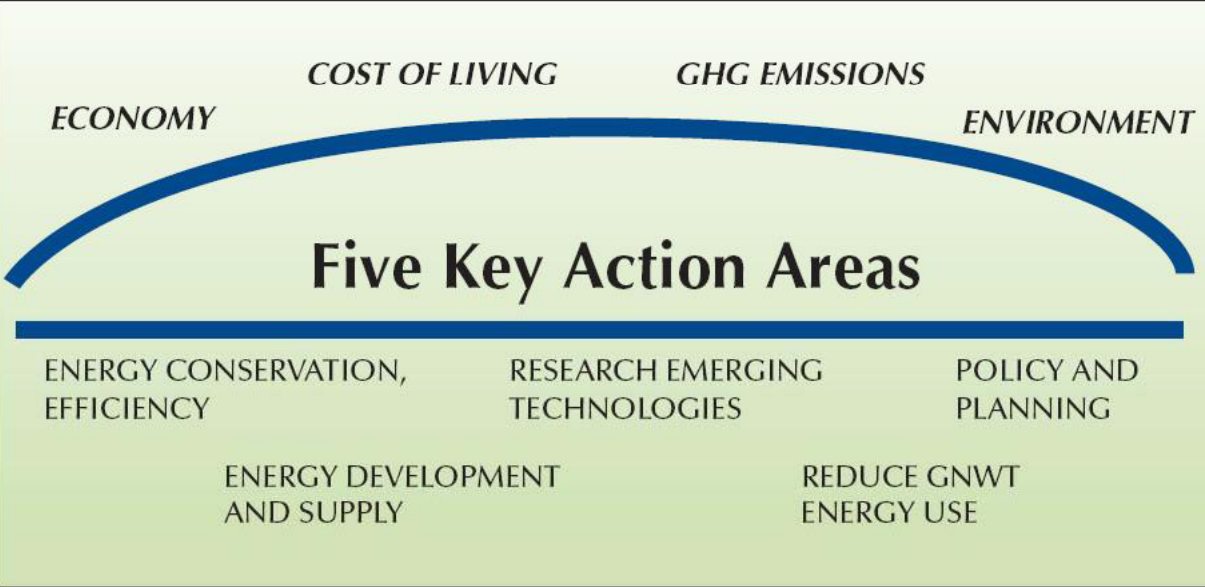 COST OF LIVING
GHG EMISSIONS
ECONOMY
ENVIRONMENT
Five Key Action Areas
ENERGY CONSERVATION,
EFFICIENCY
RESEARCH EMERGING
TECHNOLOGIES
POLICY AND
PLANNING
ENERGY DEVELOPMENT
AND SUPPLY
REDUCE GNWT
ENERGY USE